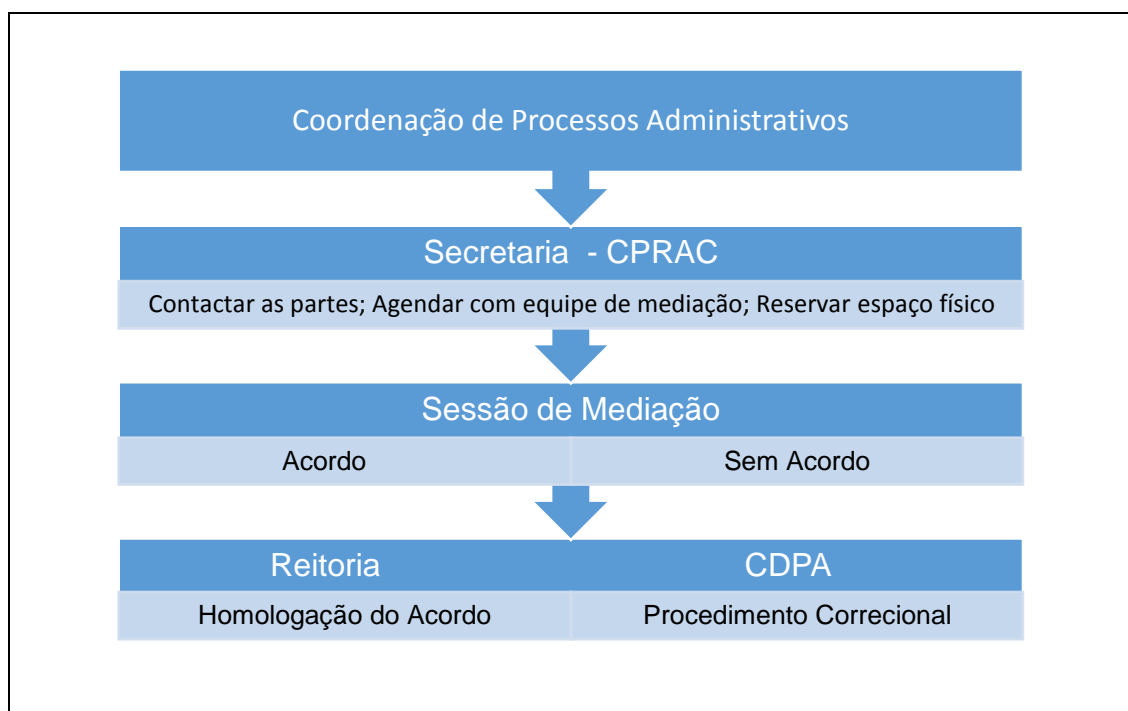 Coordenação de Processos Administrativos
Secretaria - CPRAC
Contactar as partes; Agendar com equipe de mediação; Reservar espaço físico
Sessão de Mediação
Acordo
Sem Acordo
Reitoria
CDPA
Homologação do Acordo
Procedimento Correcional